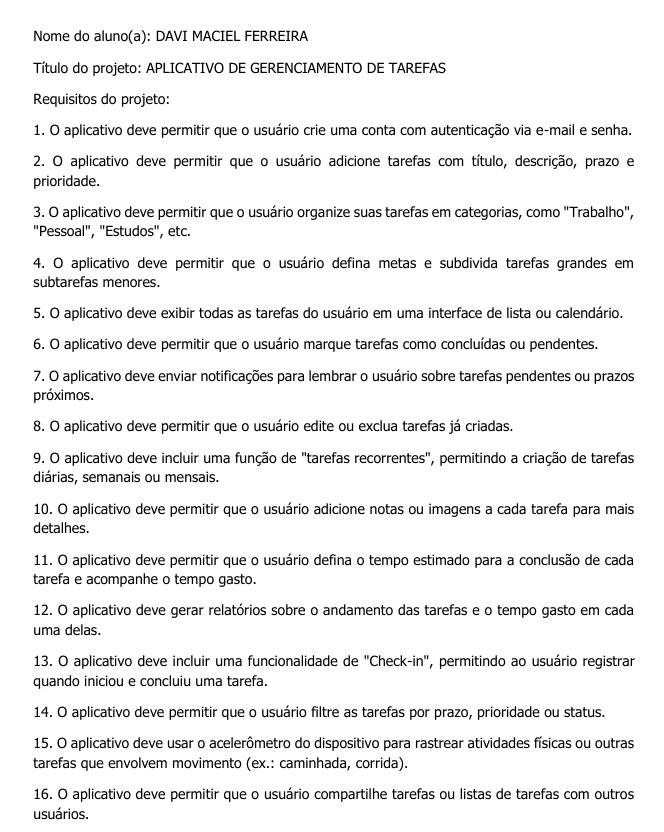 Nome do aluno(a): DAVI MACIEL FERREIRA
Título do projeto: APLICATIVO DE GERENCIAMENTO DE TAREFAS
Requisitos do projeto:
1. O aplicativo deve permitir que o usuário crie uma conta com autenticação via e-mail e senha.
2. O aplicativo deve permitir que o usuário adicione tarefas com título, descrição, prazo e
prioridade.
3. O aplicativo deve permitir que o usuário organize suas tarefas em categorias, como "Trabalho",
"Pessoal", "Estudos", etc.
4. O aplicativo deve permitir que o usuário defina metas e subdivida tarefas grandes em
subtarefas menores.
5. O aplicativo deve exibir todas as tarefas do usuário em uma interface de lista ou calendário.
6. O aplicativo deve permitir que o usuário marque tarefas como concluídas ou pendentes.
7. O aplicativo deve enviar notificações para lembrar o usuário sobre tarefas pendentes ou prazos
próximos.
8. O aplicativo deve permitir que o usuário edite ou exclua tarefas já criadas.
9. O aplicativo deve incluir uma função de "tarefas recorrentes", permitindo a criação de tarefas
diárias, semanais ou mensais.
10. O aplicativo deve permitir que o usuário adicione notas ou imagens a cada tarefa para mais
detalhes.
11. O aplicativo deve permitir que o usuário defina o tempo estimado para a conclusão de cada
tarefa e acompanhe o tempo gasto.
12. O aplicativo deve gerar relatórios sobre o andamento das tarefas e o tempo gasto em cada
uma delas.
13. O aplicativo deve incluir uma funcionalidade de "Check-in", permitindo ao usuário registrar
quando iniciou e concluiu uma tarefa.
14. O aplicativo deve permitir que o usuário filtre as tarefas por prazo, prioridade ou status.
15. O aplicativo deve usar o acelerômetro do dispositivo para rastrear atividades físicas ou outras
tarefas que envolvem movimento (ex.: caminhada, corrida).
16. O aplicativo deve permitir que o usuário compartilhe tarefas ou listas de tarefas com outros
usuários.